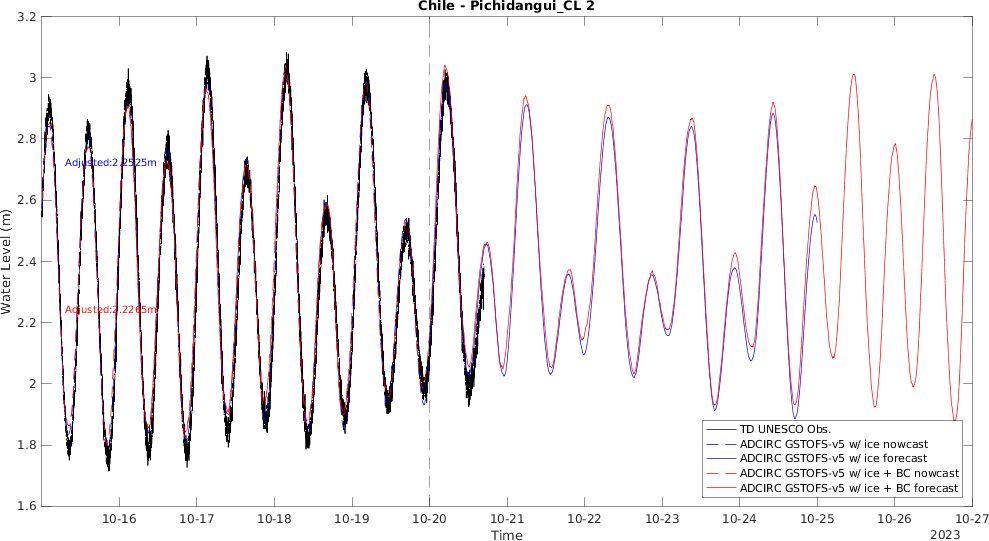 Chile - Pichidangui_CL 2
3.2
3
2.8
2.6
2.4
2.2
2
1.8
1.6
Water Level (m)
Adjusted:2.2525m
Adjusted:2.2265m
TD UNESCO Obs.
ADCIRC GSTOFS-v5 w/ ice nowcast
ADCIRC GSTOFS-v5 w/ ice forecast
ADCIRC GSTOFS-v5 w/ ice + BC nowcast
ADCIRC GSTOFS-v5 w/ ice + BC forecast
10-16 10-17 10-18 10-19 10-20 10-21 10-22 10-23 10-24 10-25 10-26 10-27
Time
2023